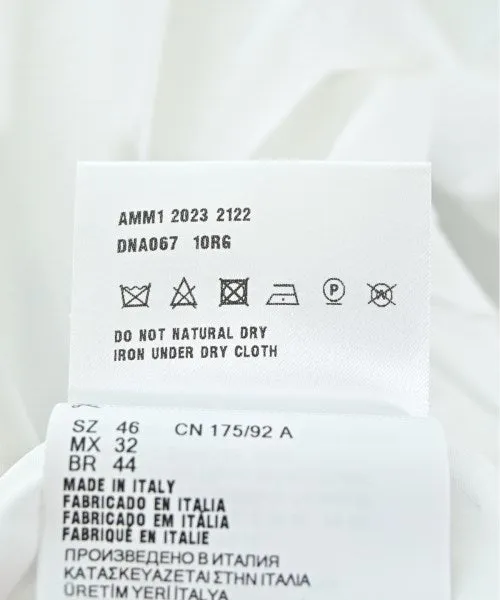 AMM1 2023 2122
DNA067 10RG
P W
DO NOT NATURAL DRY
IRON UNDER DRY CLOTH
SZ 46 CN 175/92 A
MX 32
BR 44
MADE IN ITALY
FABRICADO EN ITALIA
FABRICADO EM ITÁLIA
FABRIQUÉ EN ITALIE
ПРОИЗВЕДЕНО В ИТАЛИЯ
ΚΑΤΑΣΚΕΥΑΖΕΤΑΙ ΣΤΗΝ ΙΤΑΛΙΑ
ÜRETİM YERİ İTALYA